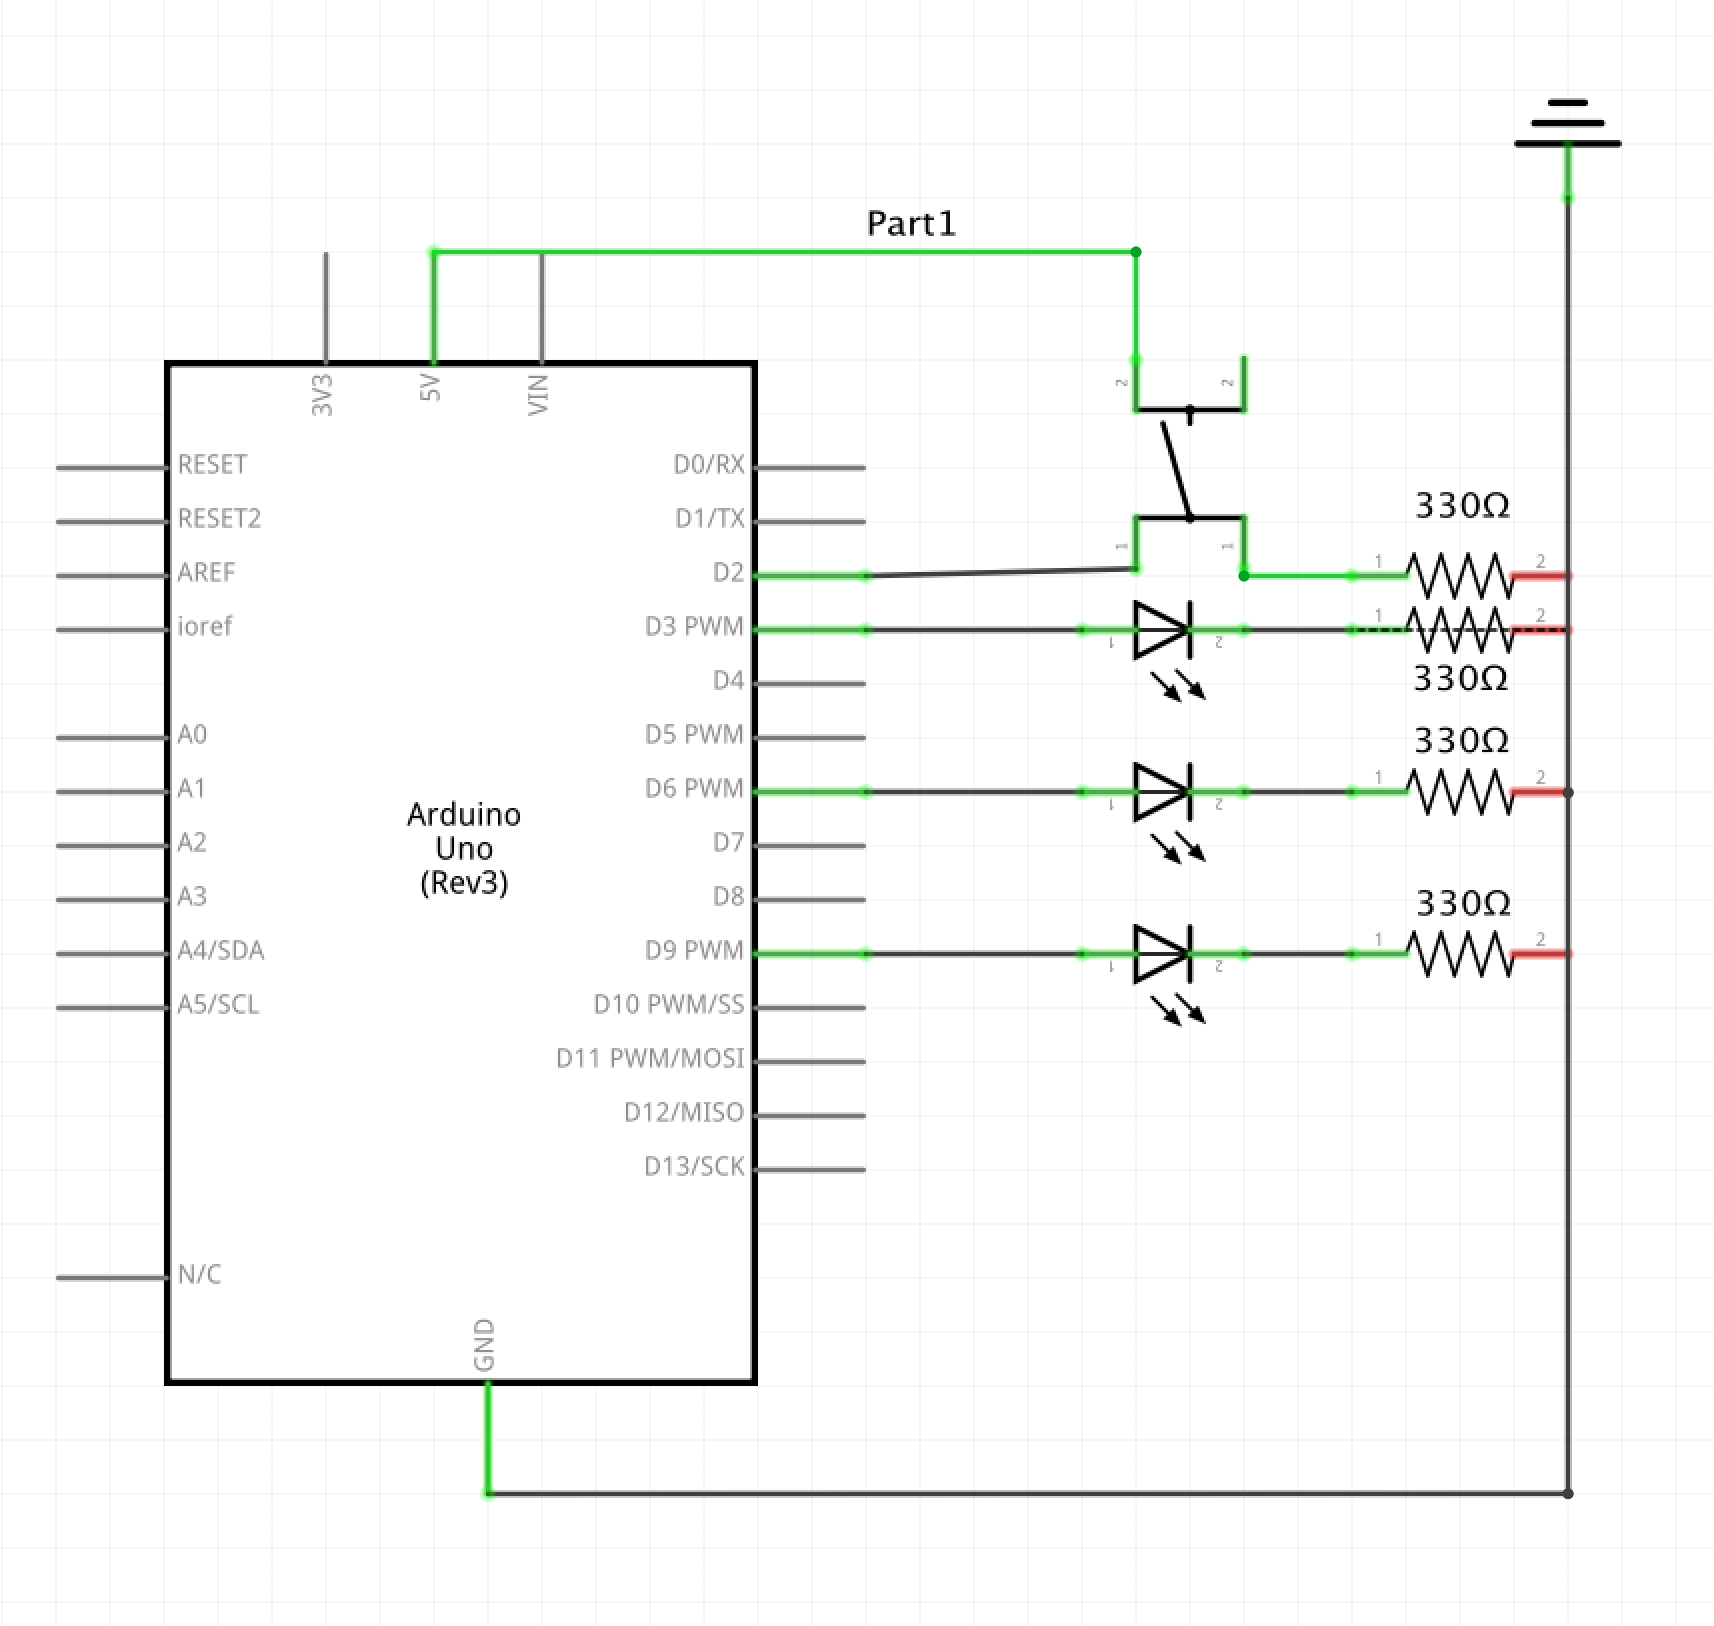 Part1
3V3
5V
VIN
2
2
RESET
D0/RX
330Ω
RESET2
D1/TX
1
1
AREF
D2
1
2
ioref
D3 PWM
1
2
1
2
D4
330Ω
A0
D5 PWM
330Ω
A1
D6 PWM
1
2
1
2
Arduino
Uno
(Rev3)
A2
D7
A3
D8
330Ω
A4/SDA
D9 PWM
1
2
1
2
A5/SCL
D10 PWM/SS
D11 PWM/MOSI
D12/MISO
D13/SCK
N/C
GND